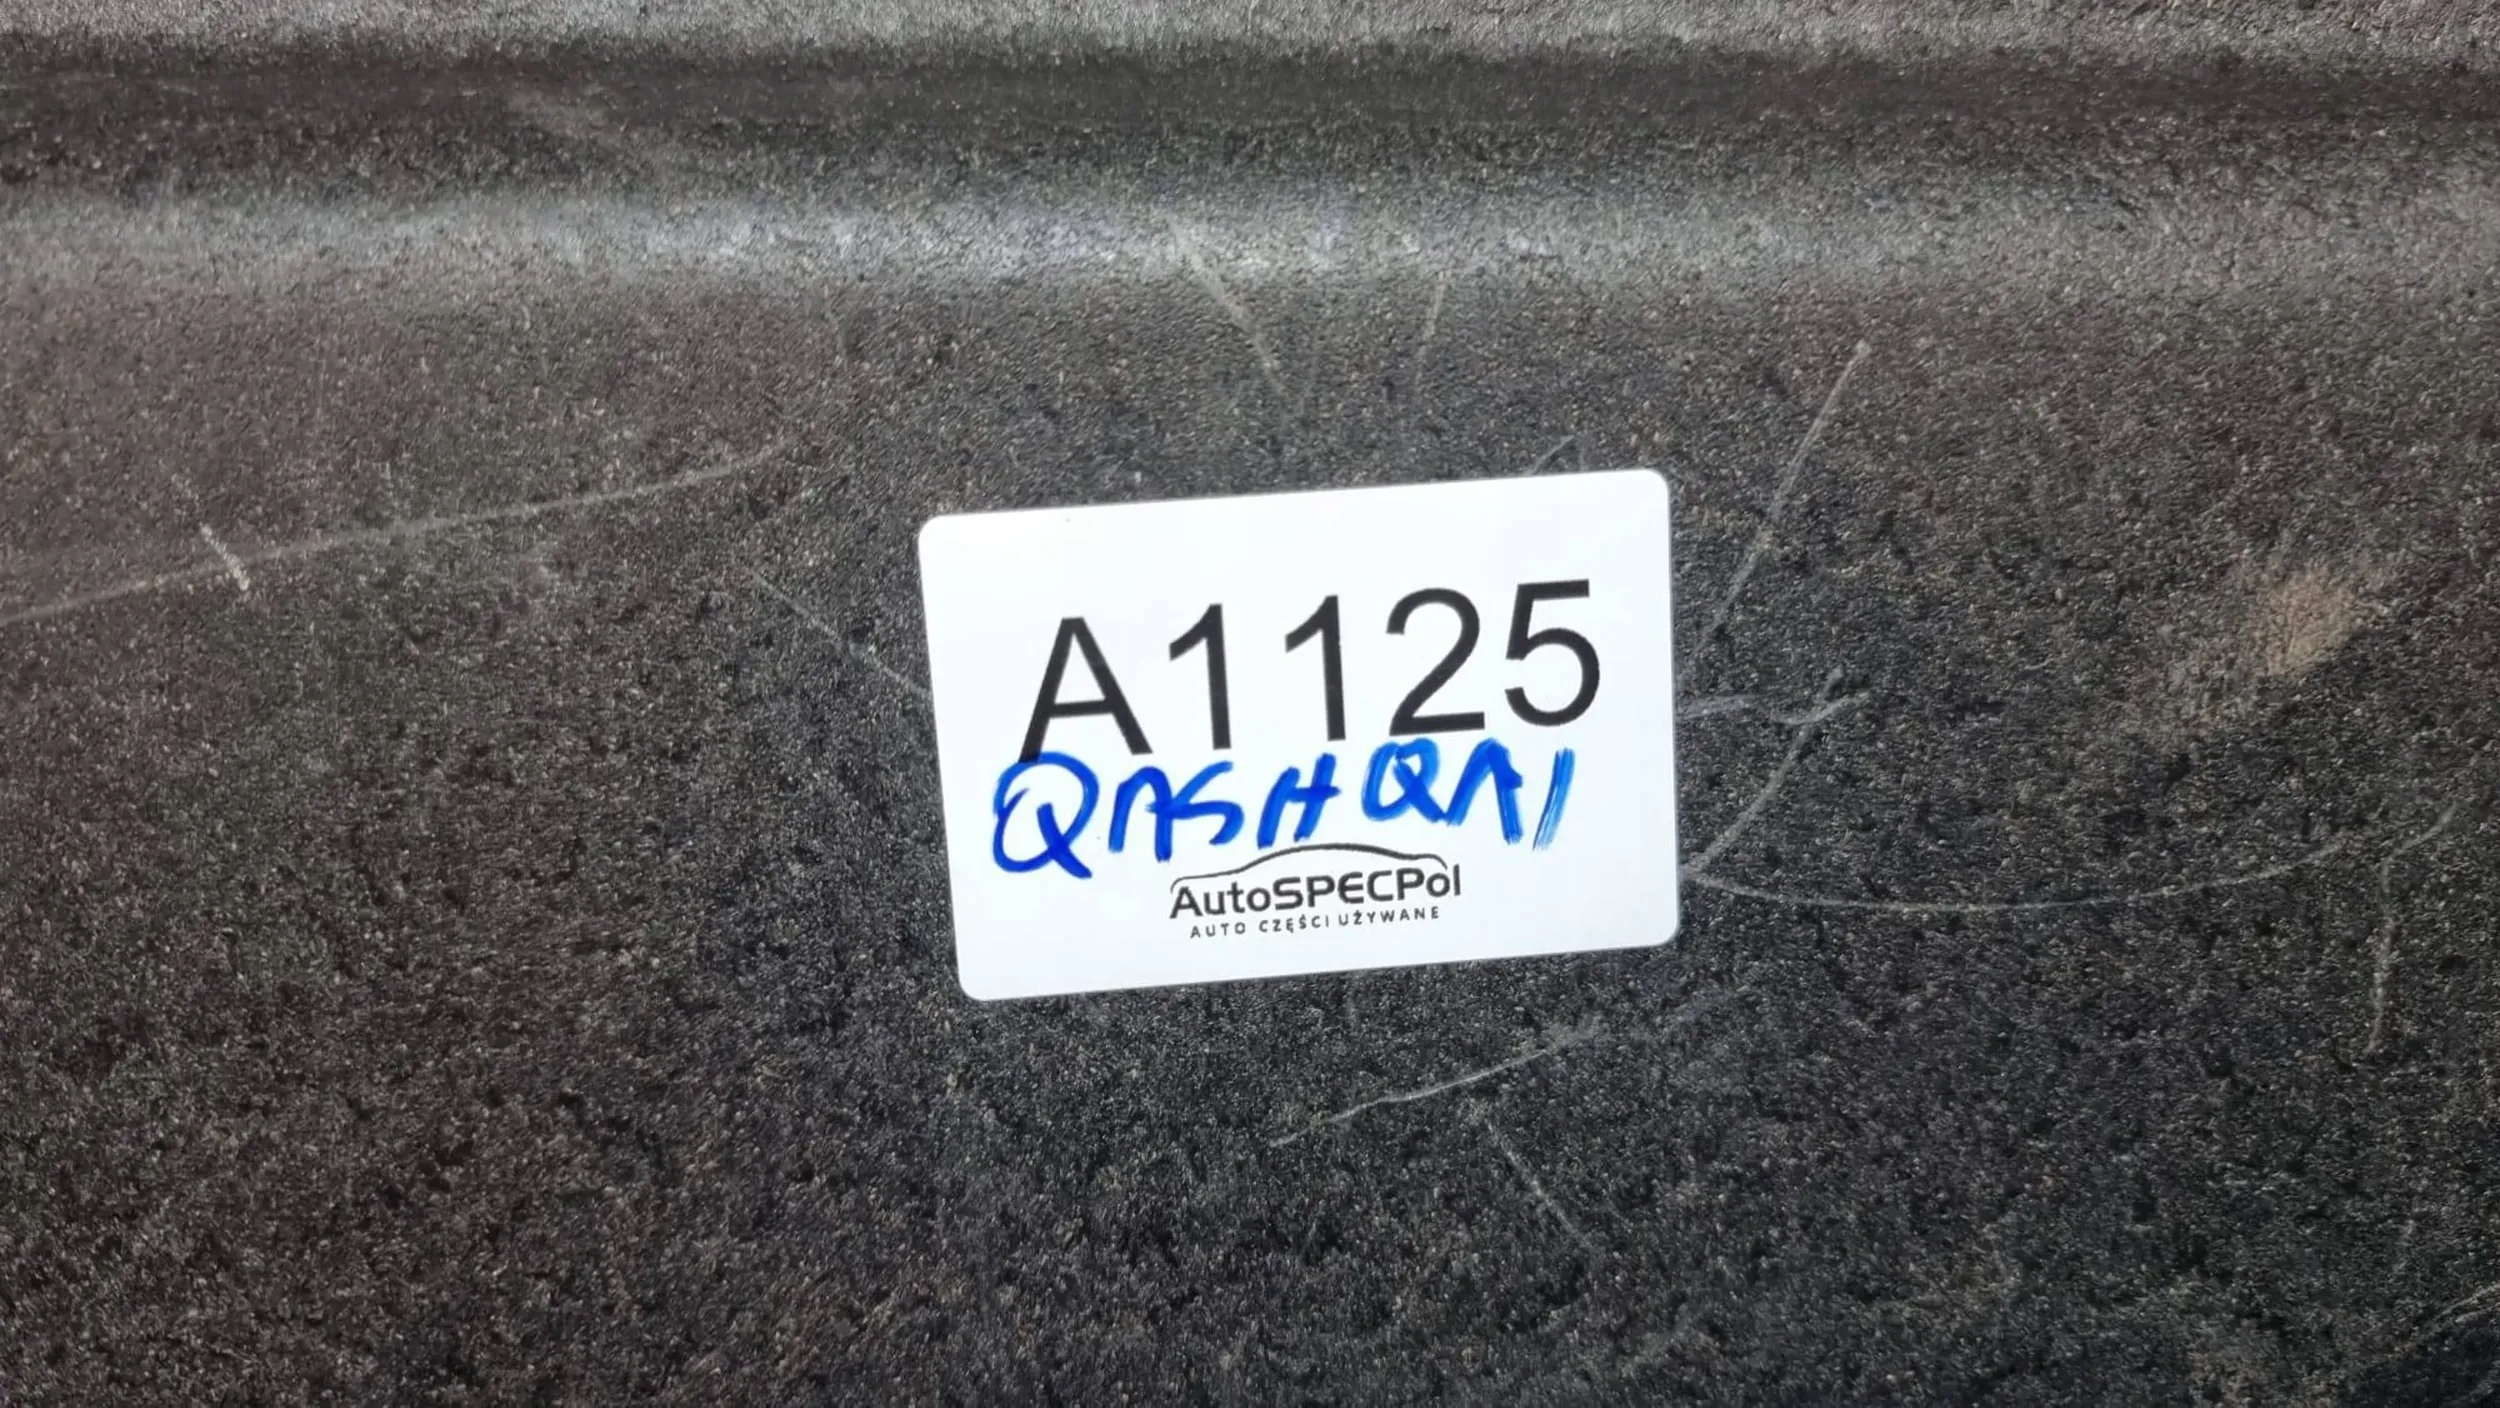 A1125
QASHQAI
AutoSPECPol
AUTO CZĘŚCI UŻYWANE